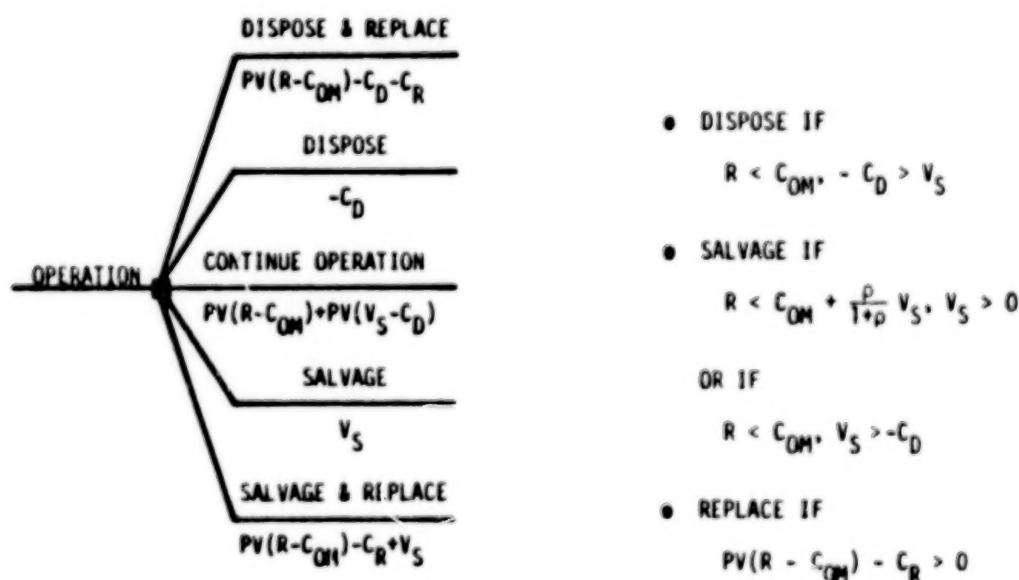 DISPOSE & REPLACE
PV(R-C_OM)-C_D-C_R
DISPOSE
-C_D
OPERATION
CONTINUE OPERATION
PV(R-C_OM)+PV(V_S-C_D)
SALVAGE
V_S
SALVAGE & REPLACE
PV(R-C_OM)-C_R+V_S
• DISPOSE IF
R < C_OM, - C_D > V_S
• SALVAGE IF
R < C_OM + ρ/(1+ρ) V_S, V_S > 0
OR IF
R < C_OM, V_S > -C_D
• REPLACE IF
PV(R - C_OM) - C_R > 0